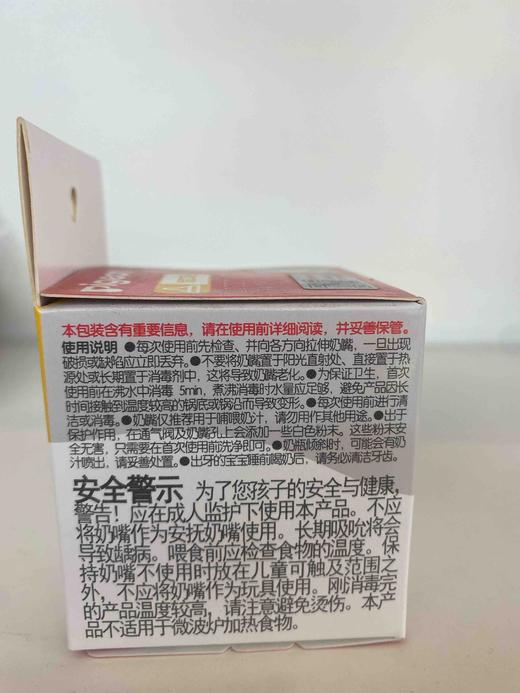 pigeon
本包装含有重要信息，请在使用前详细阅读，并妥善保管。
使用说明 ●每次使用前先检查、并向各方向拉伸奶嘴，一旦出现
破损或缺陷应立即丢弃。●不要将奶嘴置于阳光直射处、直接置于热
源处或长期置于消毒剂中，这将导致奶嘴老化。●为保证卫生，首次
使用前在沸水中消毒 5min，煮沸消毒时水量应足够，避免产品因长
时间接触到温度较高的锅底或锅沿而导致变形。●每次使用前进行清
洁或消毒。●奶嘴仅推荐用于哺喂奶汁，请勿用作其他用途。●出于
保护作用，在通气阀及奶嘴孔上会添加一些白色粉末。这些粉末安
全无害，只需要在首次使用前洗净即可。●奶瓶倾斜时，可能会有奶
汁喷出，请妥善处置。●出牙的宝宝睡前喝奶后，请务必清洁牙齿。
安全警示 为了您孩子的安全与健康，
警告！应在成人监护下使用本产品。不应
将奶嘴作为安抚奶嘴使用。长期吸吮将会
导致龋病。喂食前应检查食物的温度。保
持奶嘴不使用时放在儿童可触及范围之
外，不应将奶嘴作为玩具使用。刚消毒完
的产品温度较高，请注意避免烫伤。本产
品不适用于微波炉加热食物。